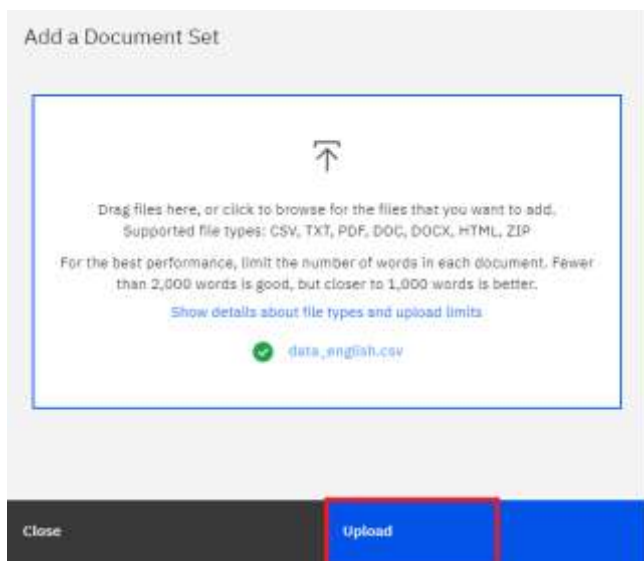 Add a Document Set
Drag files here, or click to browse for the files that you want to add.
Supported file types: CSV, TXT, PDF, DOC, DOCX, HTML, ZIP
For the best performance, limit the number of words in each document. Fewer
than 2,000 words is good, but closer to 1,000 words is better.
Show details about file types and upload limits
data_english.csv
Close
Upload